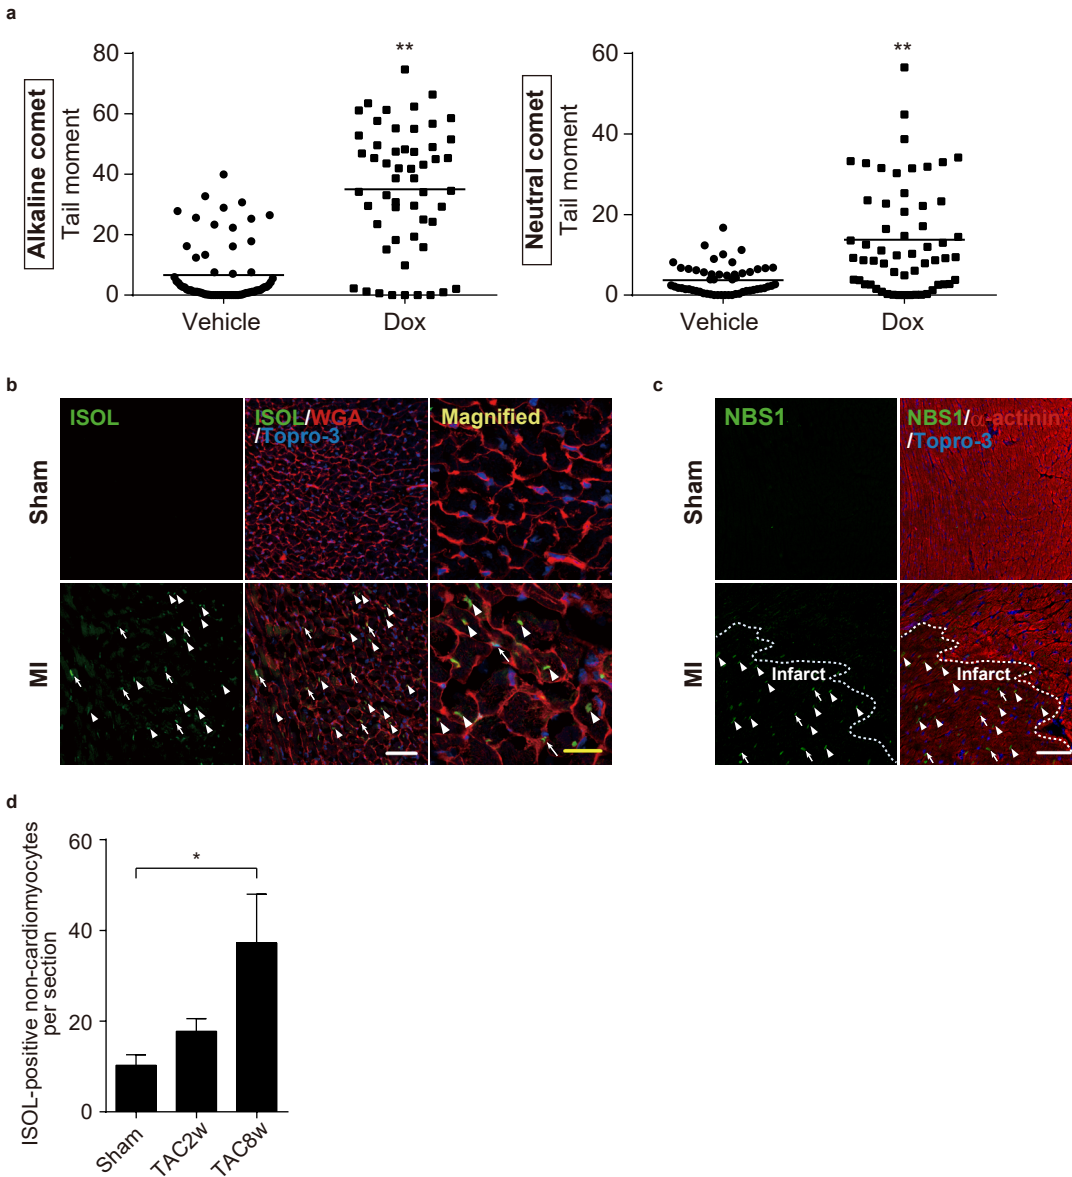 a
Alkaline comet
Tail moment
80
60
40
20
0
**
Vehicle
Dox
Neutral comet
Tail moment
60
40
20
0
**
Vehicle
Dox
b
ISOL
ISOL/WGA
/Topro-3
Magnified
Sham
MI
c
NBS1
NBS1/α-actinin
/Topro-3
Sham
MI
Infarct
Infarct
d
ISOL-positive non-cardiomyocytes
per section
60
40
20
0
*
Sham
TAC2w
TAC8w